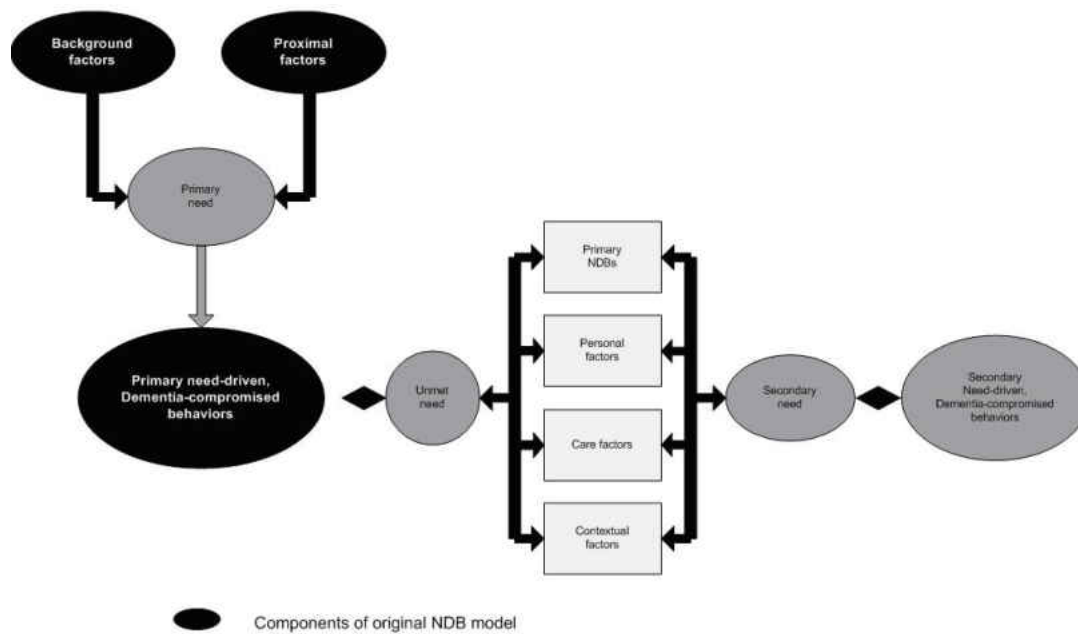 Background
factors
Proximal
factors
Primary
need
Primary need-driven,
Dementia-compromised
behaviors
Unmet
need
Primary
NDBs
Personal
factors
Care factors
Contextual
factors
Secondary
need
Secondary
Need-driven,
Dementia-compromised
behaviors
Components of original NDB model